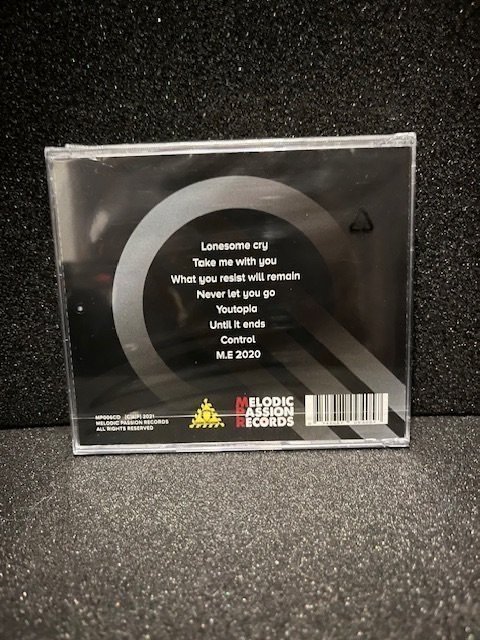 Lonesome cry
Take me with you
What you resist will remain
Never let you go
Youtopia
Until it ends
Control
M.E 2020
MP006CD (C)(P) 2021
MELODIC PASSION RECORDS
ALL RIGHTS RESERVED
MELODIC
PASSION
RECORDS